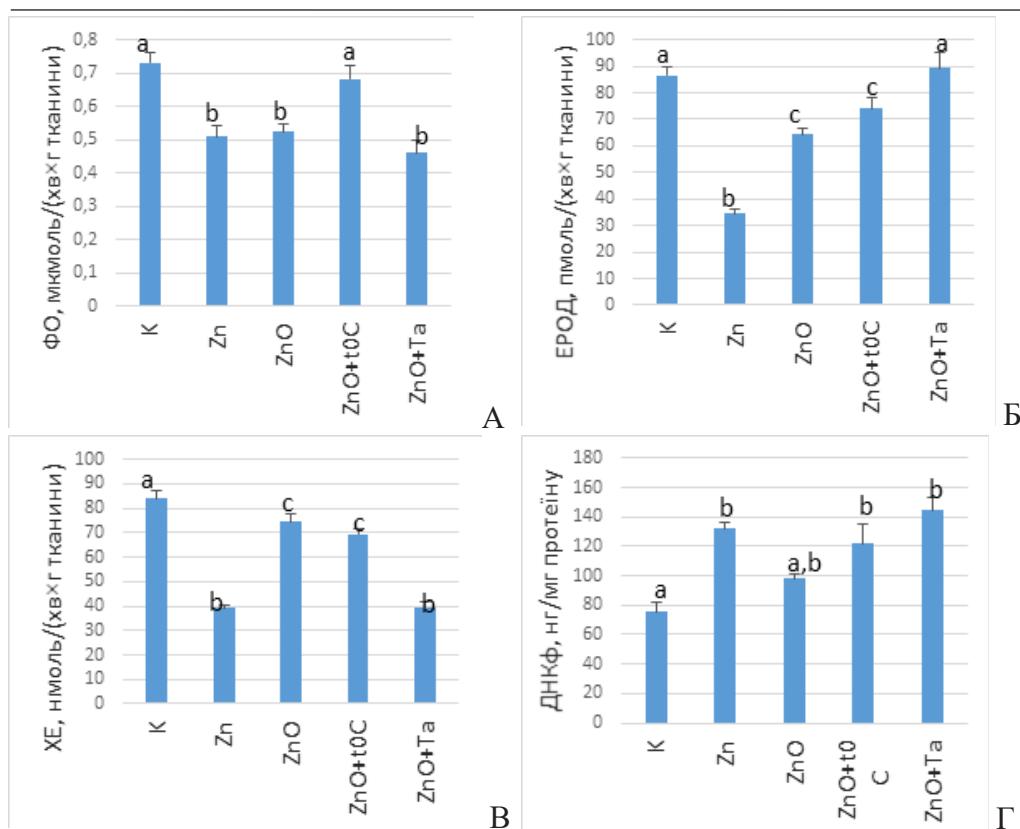 ФО, мкмоль/(хв×г тканини)
0,8
0,7
0,6
0,5
0,4
0,3
0,2
0,1
0
a
b
b
a
b
К
Zn
ZnO
ZnO+t0C
ZnO+Ta
А
ЕРОД, пмоль/(хв×г тканини)
100
90
80
70
60
50
40
30
20
10
0
a
b
c
c
a
К
Zn
ZnO
ZnO+t0C
ZnO+Ta
Б
ХЕ, нмоль/(хв×г тканини)
100
90
80
70
60
50
40
30
20
10
0
a
b
c
c
b
К
Zn
ZnO
ZnO+t0C
ZnO+Ta
В
ДНКф, нг/мг протеїну
180
160
140
120
100
80
60
40
20
0
a
b
a,b
b
b
К
Zn
ZnO
ZnO+t0
C
ZnO+Ta
Г